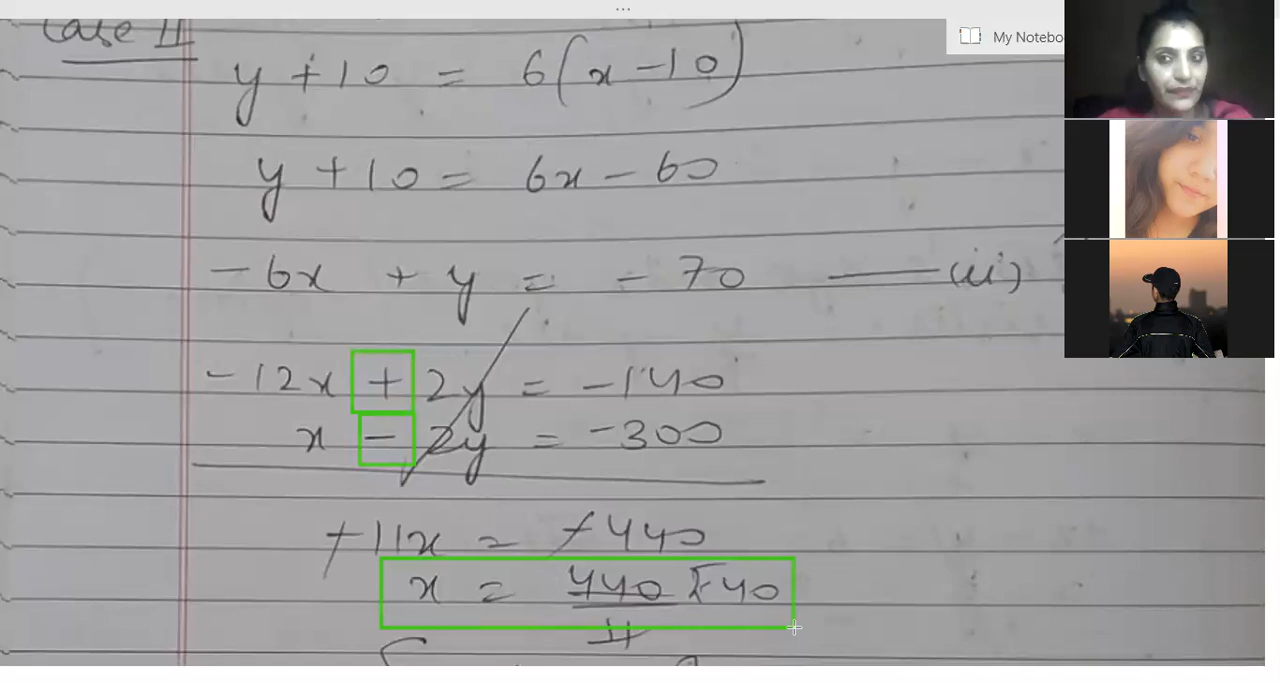 ...
My Notebo
Case II
y + 10 = 6(x - 10)
y + 10 = 6x - 60
- 6x + y = - 70 —— (ii)
- 12x + 2y = - 140
x - 2y = - 300
+ 11x = + 440
x = 440 = 40
11